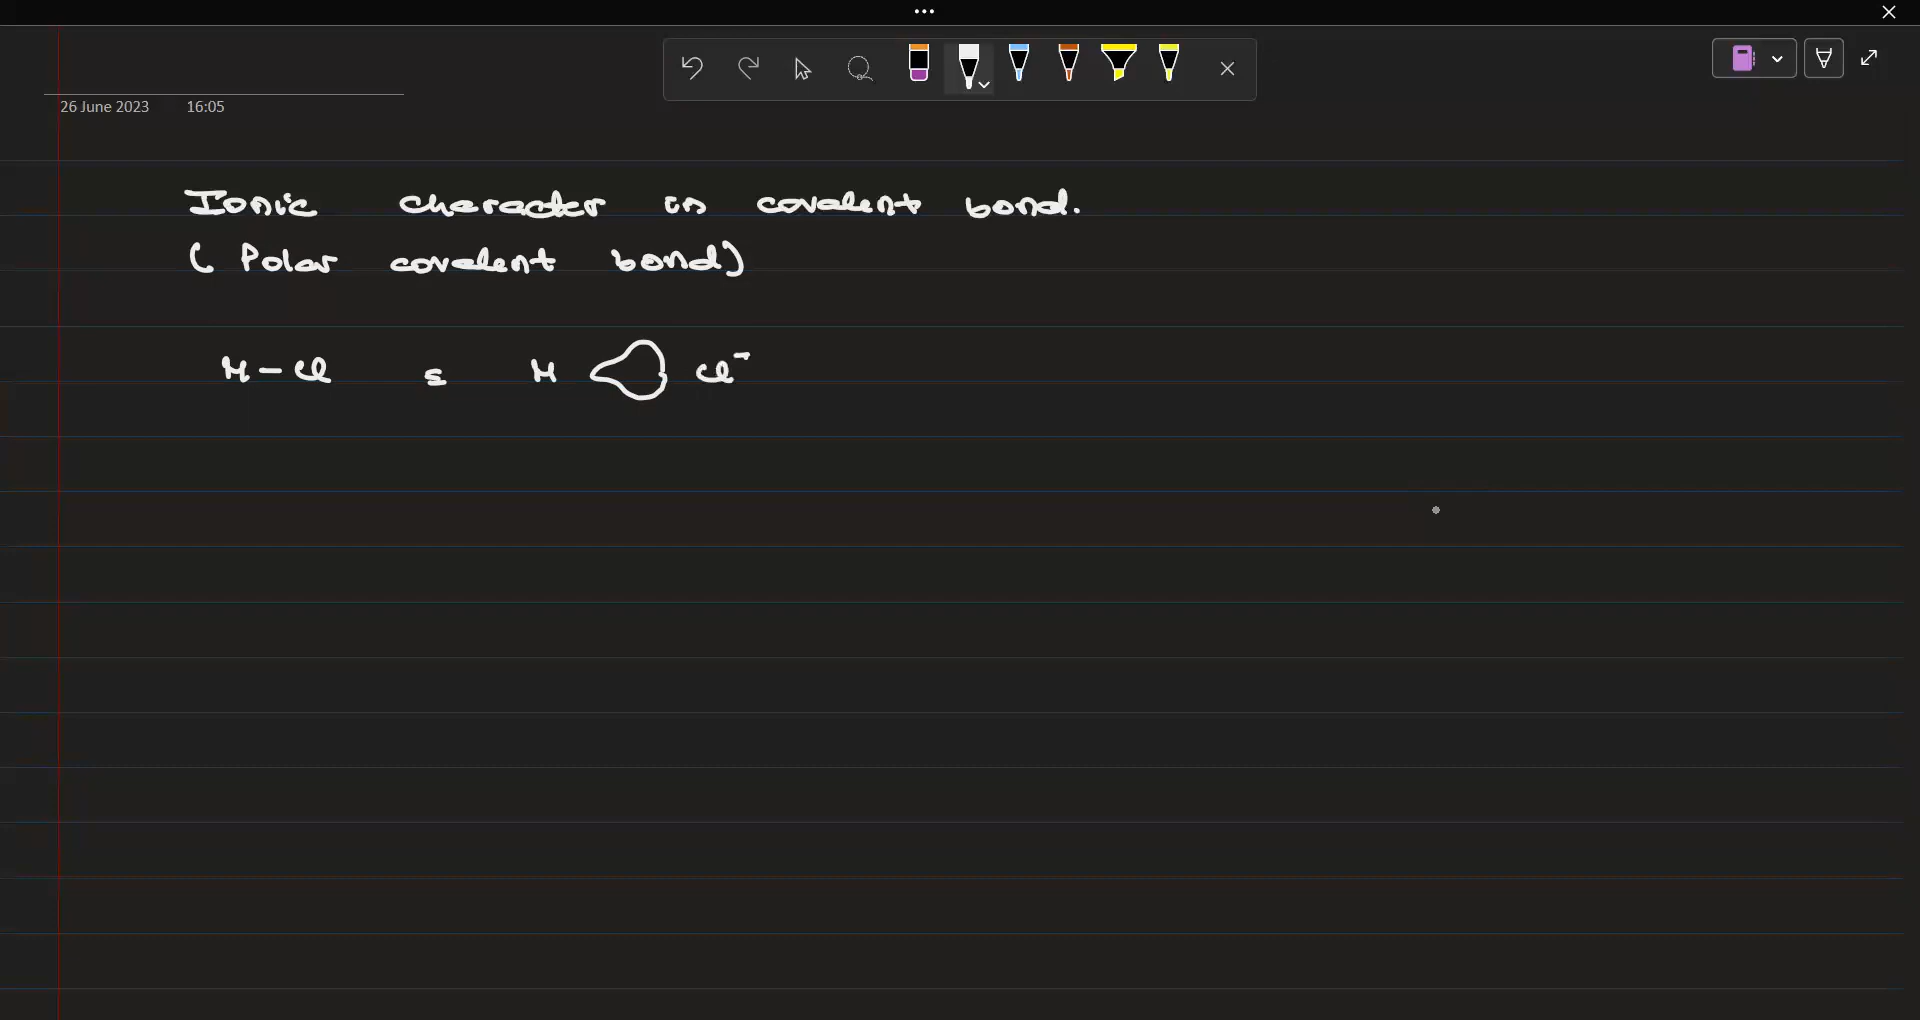 26 June 2023 16:05
Ionic character in covalent bond.
( Polar covalent bond)
H - Cl = H Cl⁻